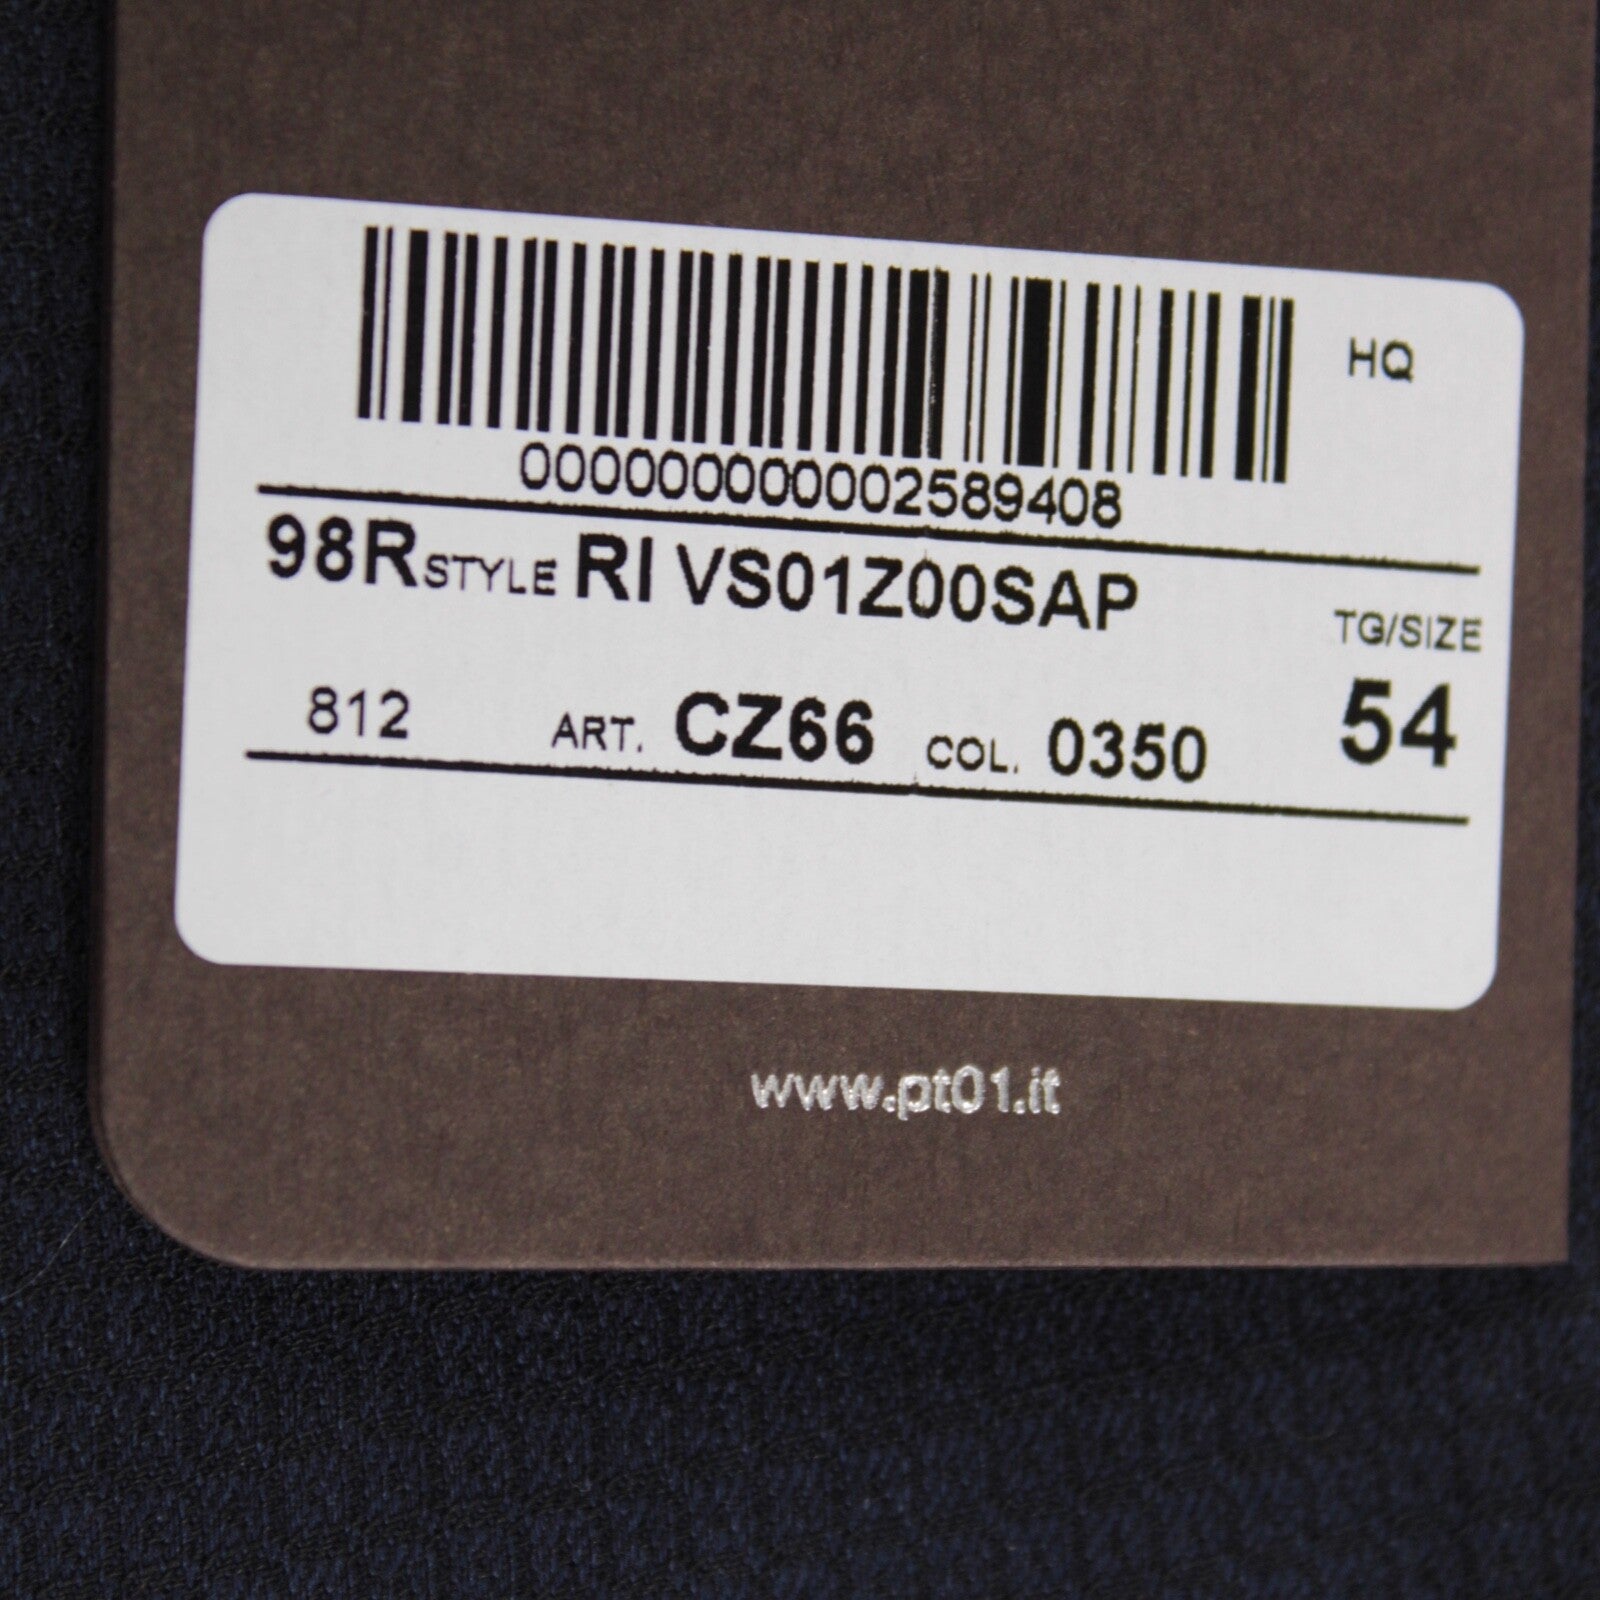 HQ
000000000002589408
98R STYLE RI VS01Z00SAP
TG/SIZE
812 ART. CZ66 COL. 0350 54
www.pt01.it